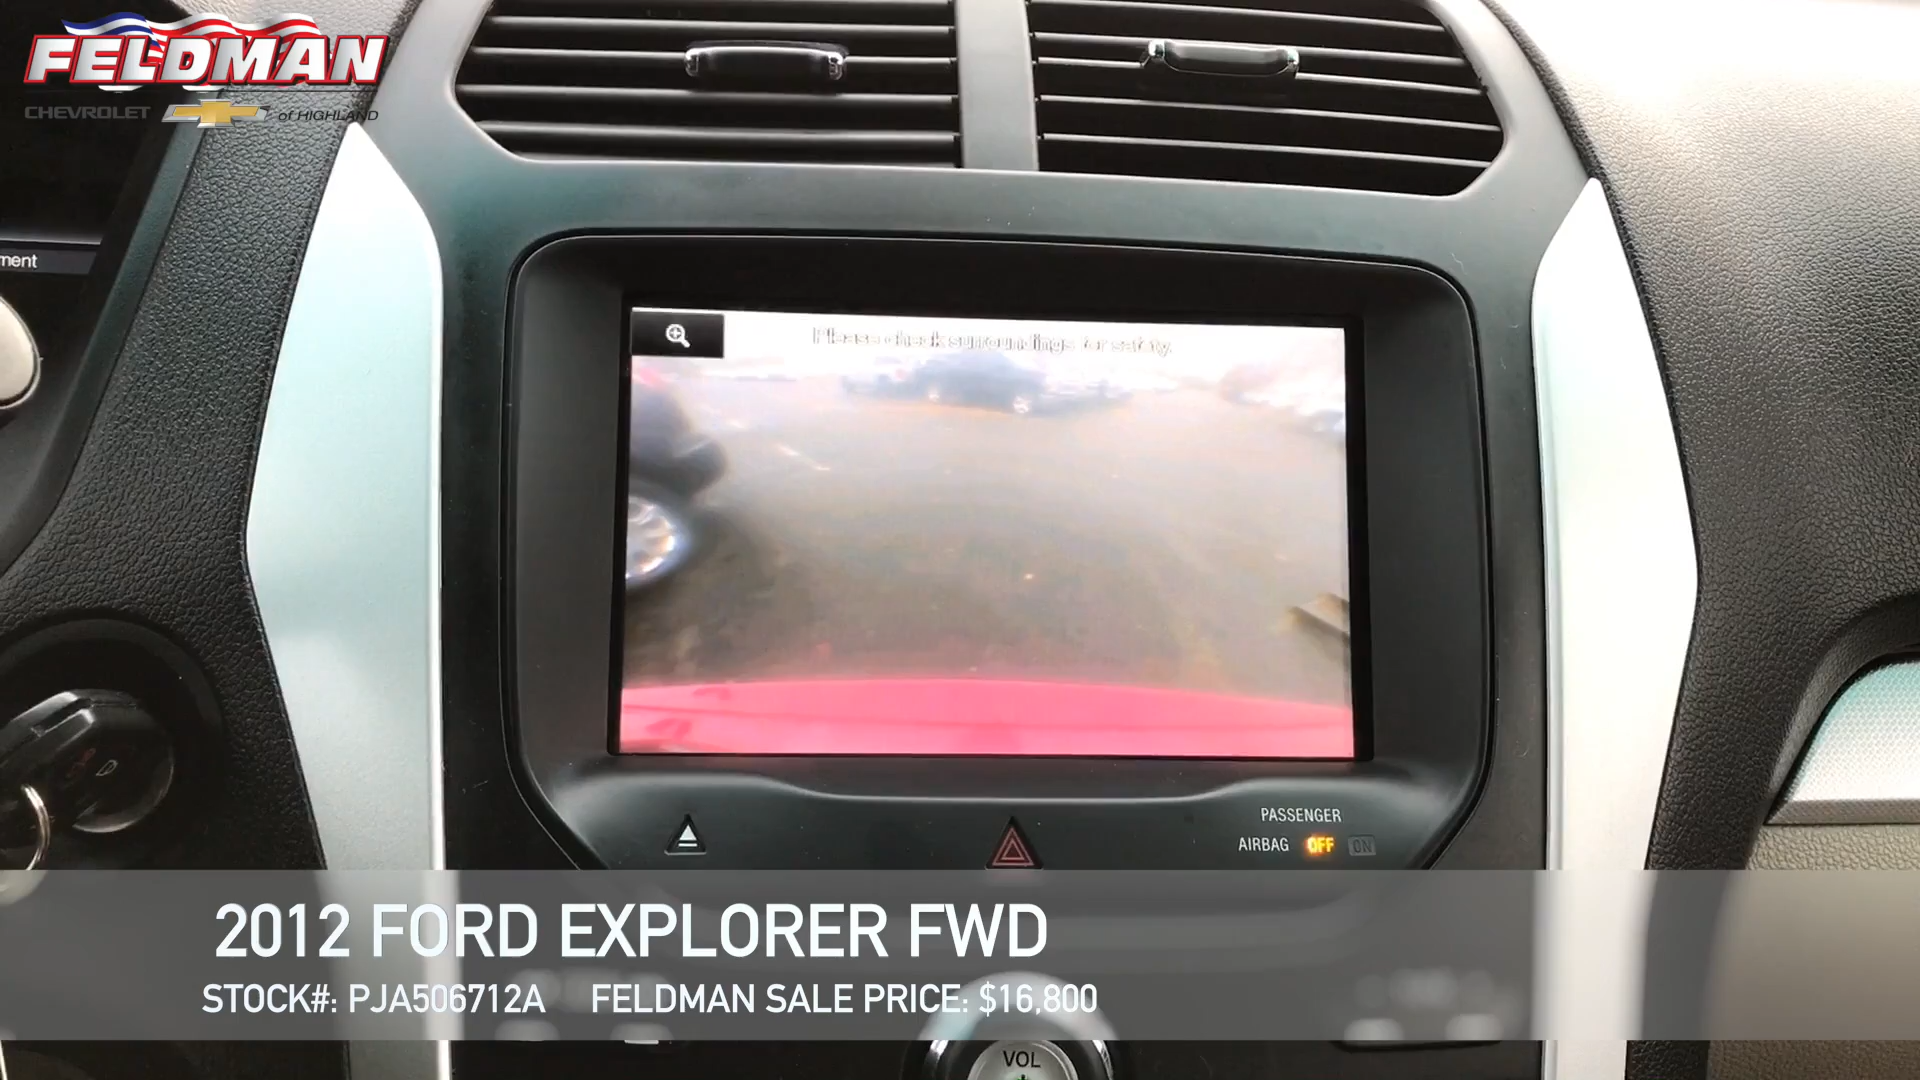 FELDMAN
CHEVROLET of HIGHLAND
ment
Please check surroundings for safety.
PASSENGER
AIRBAG OFF ON
2012 FORD EXPLORER FWD
STOCK#: PJA506712A FELDMAN SALE PRICE: $16,800
VOL